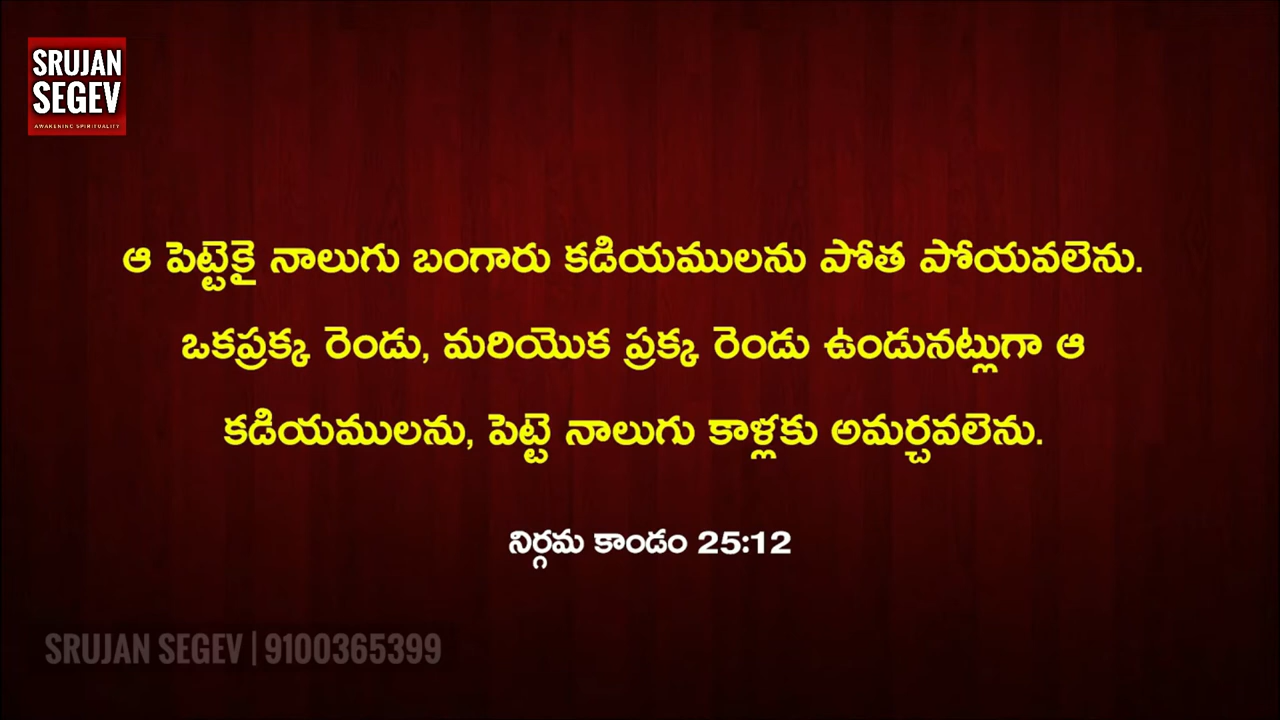 SRUJAN
SEGEV
AWAKENING SPIRITUALITY
ఆ పెట్టెకై నాలుగు బంగారు కడియములను పోత పోయవలెను.
ఒకప్రక్క రెండు, మరియొక ప్రక్క రెండు ఉండునట్లుగా ఆ
కడియములను, పెట్టె నాలుగు కాళ్లకు అమర్చవలెను.
నిర్గమ కాండం 25:12
SRUJAN SEGEV | 9100365399